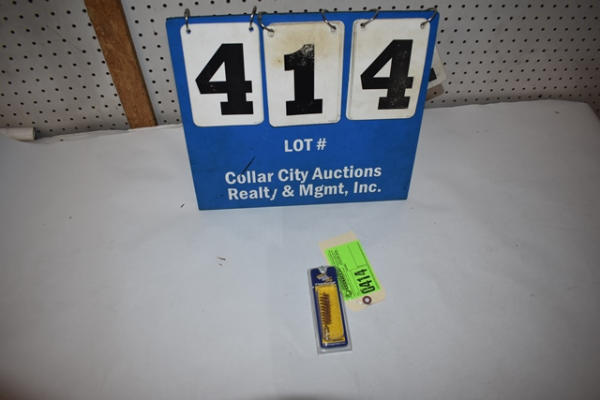 414
LOT #
Collar City Auctions
Realty & Mgmt, Inc.
0414